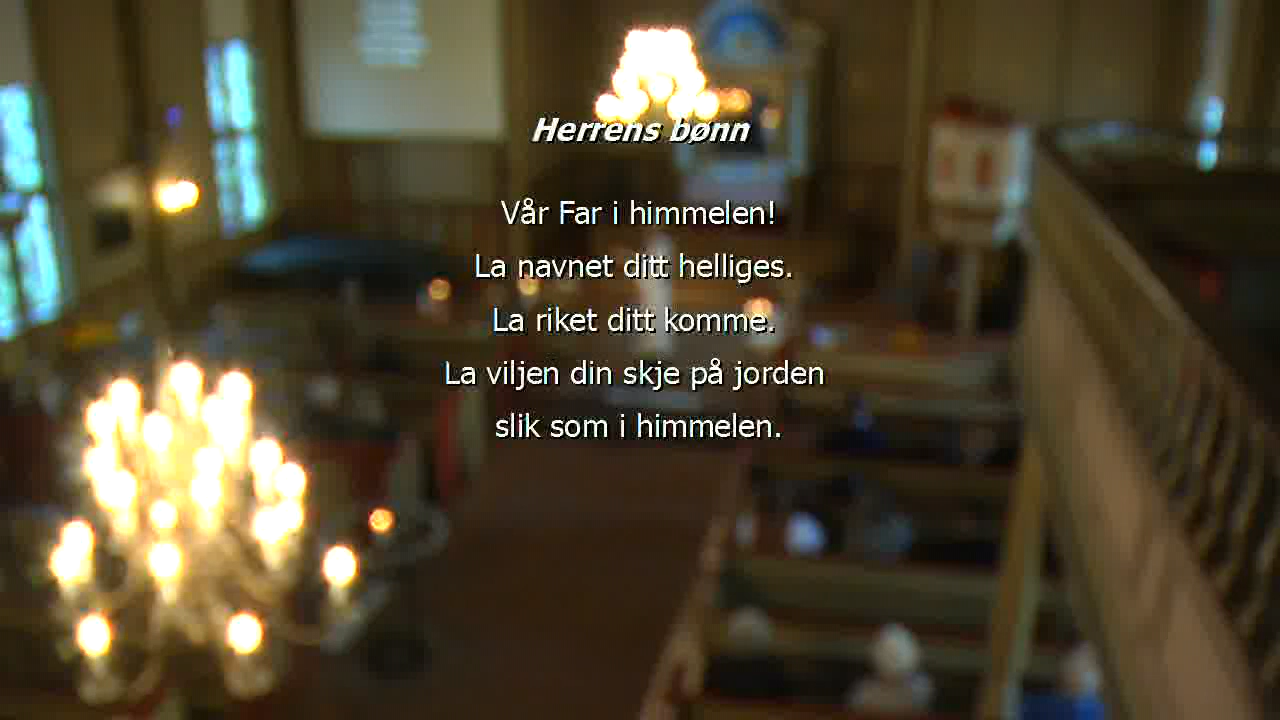 Herrens bønn
Vår Far i himmelen!
La navnet ditt helliges.
La riket ditt komme.
La viljen din skje på jorden
slik som i himmelen.